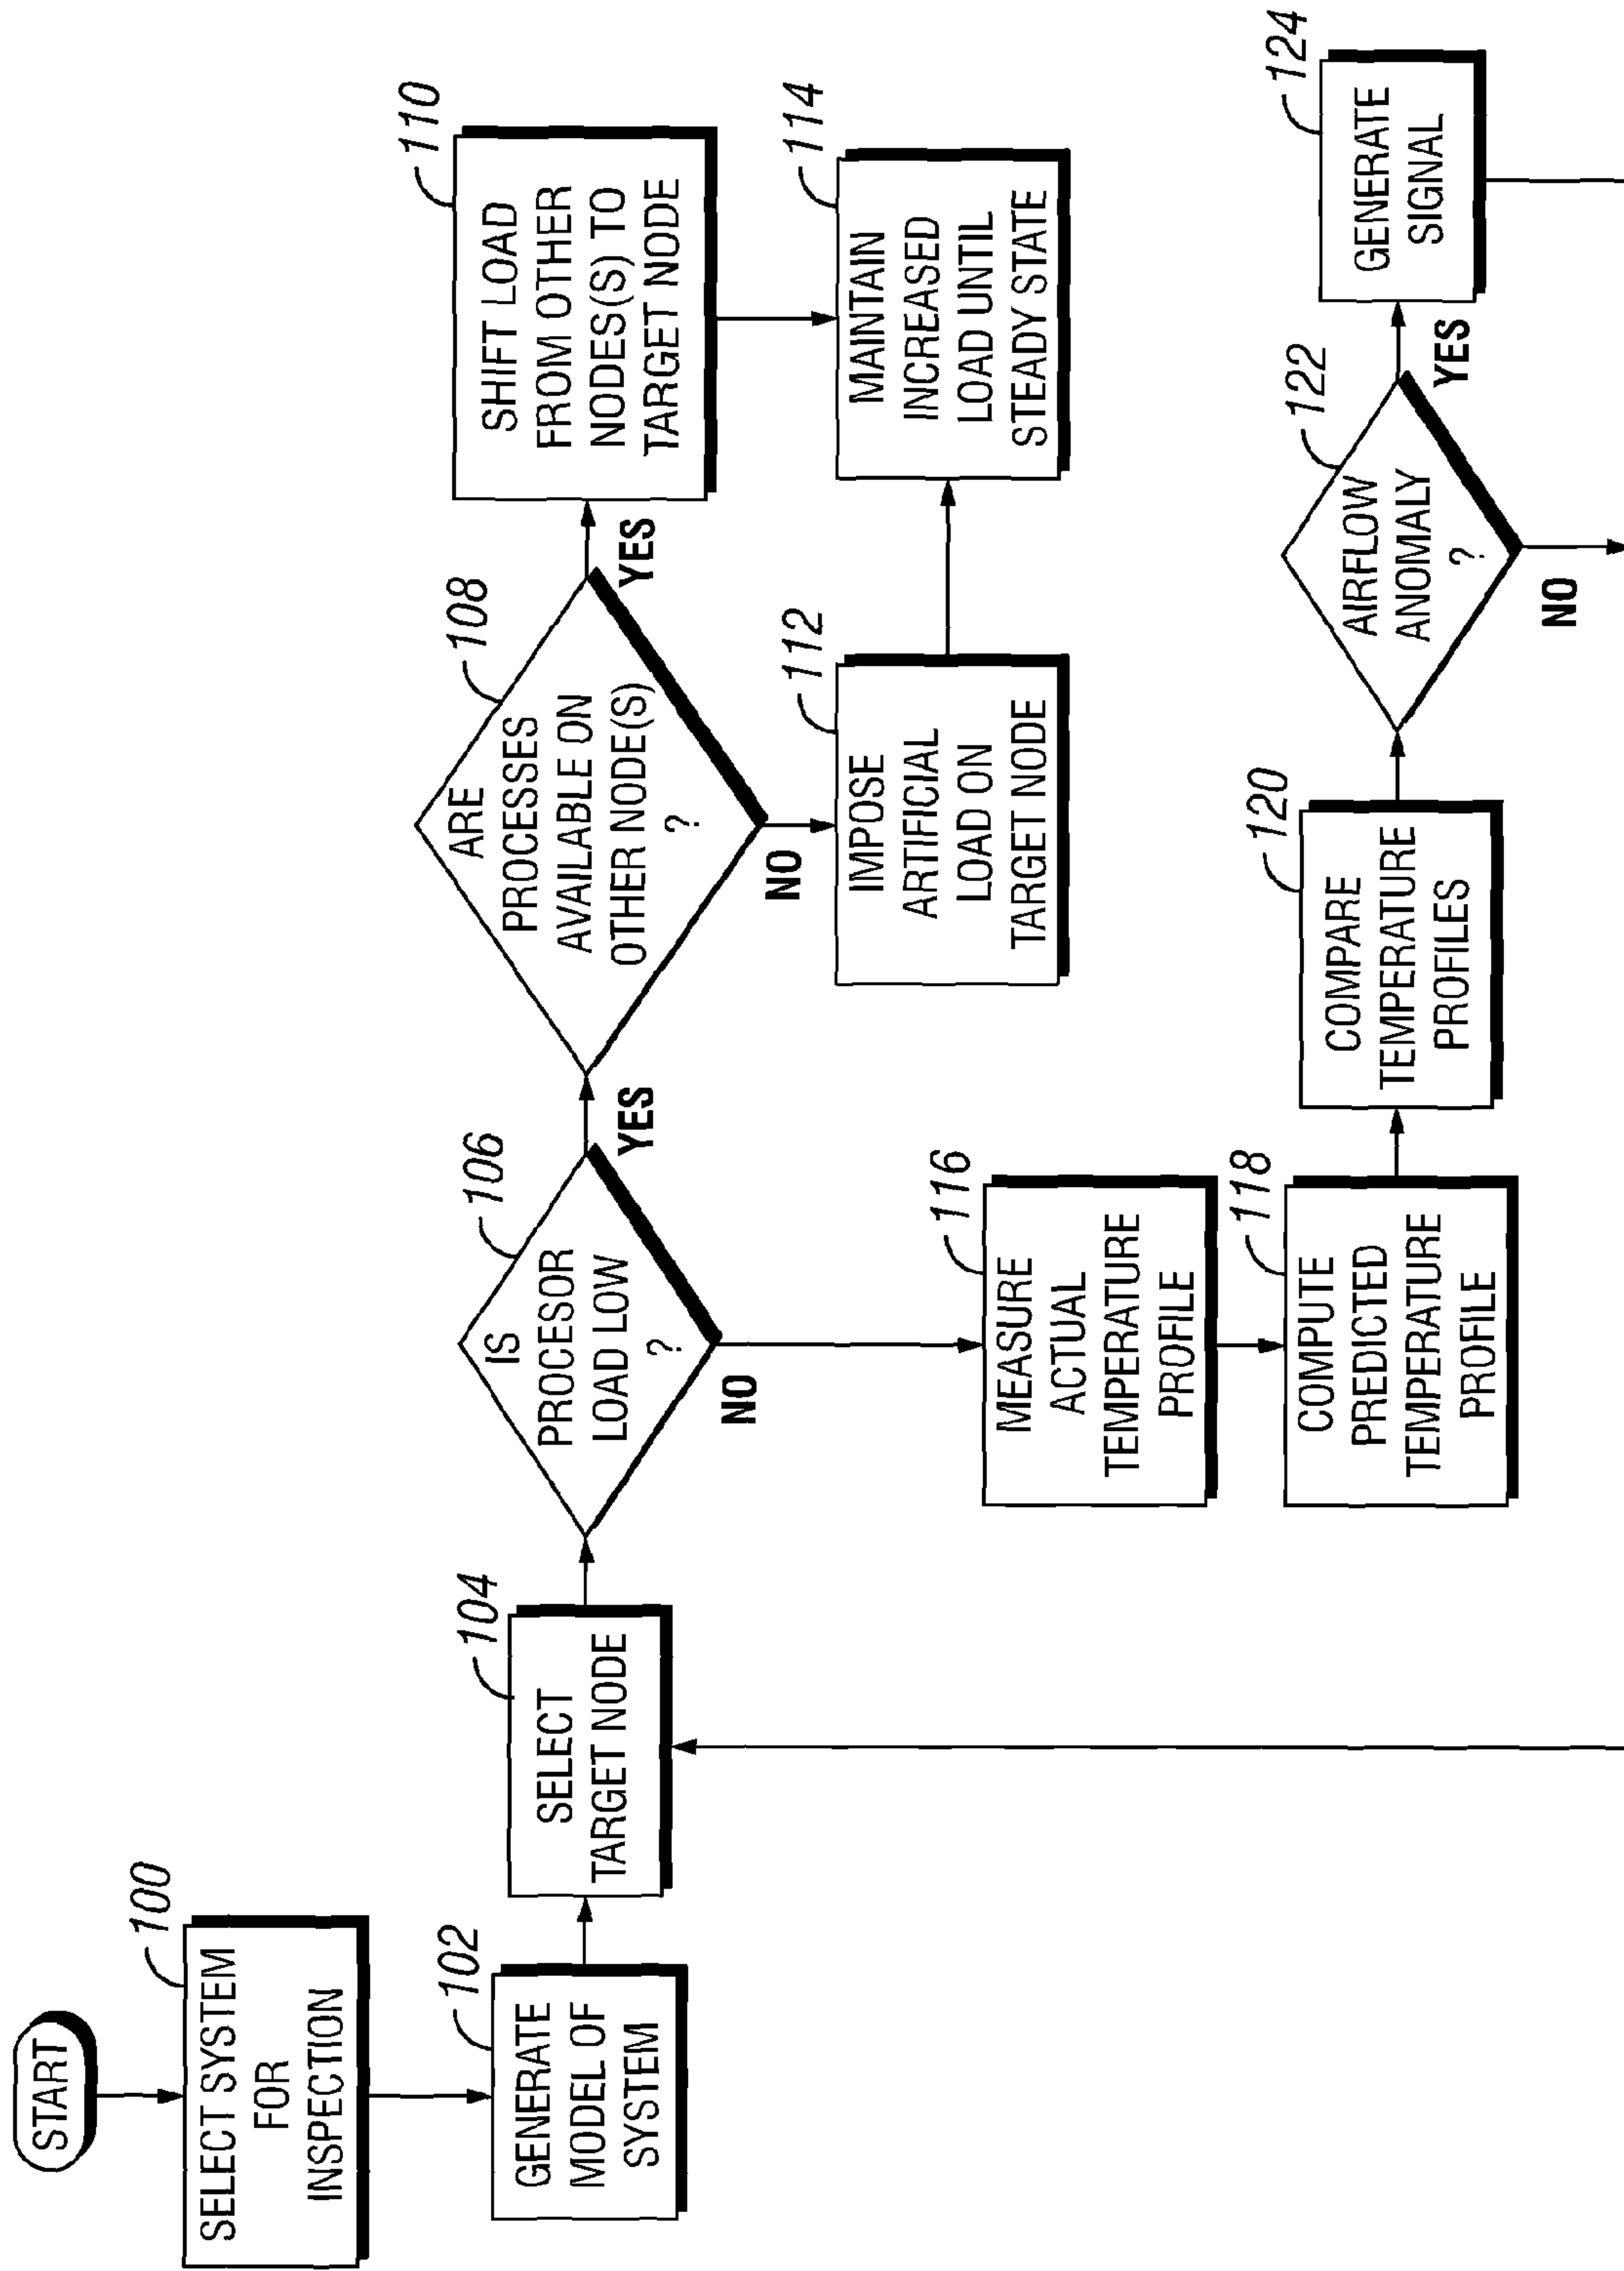 START
100
SELECT SYSTEM
FOR
INSPECTION
102
GENERATE
MODEL OF
SYSTEM
104
SELECT
TARGET NODE
106
IS
PROCESOR
LOAD LOW
?
YES
NO
108
ARE
PROCESSES
AVAILABLE ON
OTHER NODE(S)
?
YES
NO
110
SHIFT LOAD
FROM OTHER
NODES(S) TO
TARGET NODE
112
IMPOSE
ARTIFICIAL
LOAD ON
TARGET NODE
114
MAINTAIN
INCREASED
LOAD UNTIL
STEADY STATE
116
MEASURE
ACTUAL
TEMPERATURE
PROFILE
118
COMPUTE
PREDICTED
TEMPERATURE
PROFILE
120
COMPARE
TEMPERATURE
PROFILES
122
AIRFLOW
ANOMALY
?
YES
NO
124
GENERATE
SIGNAL